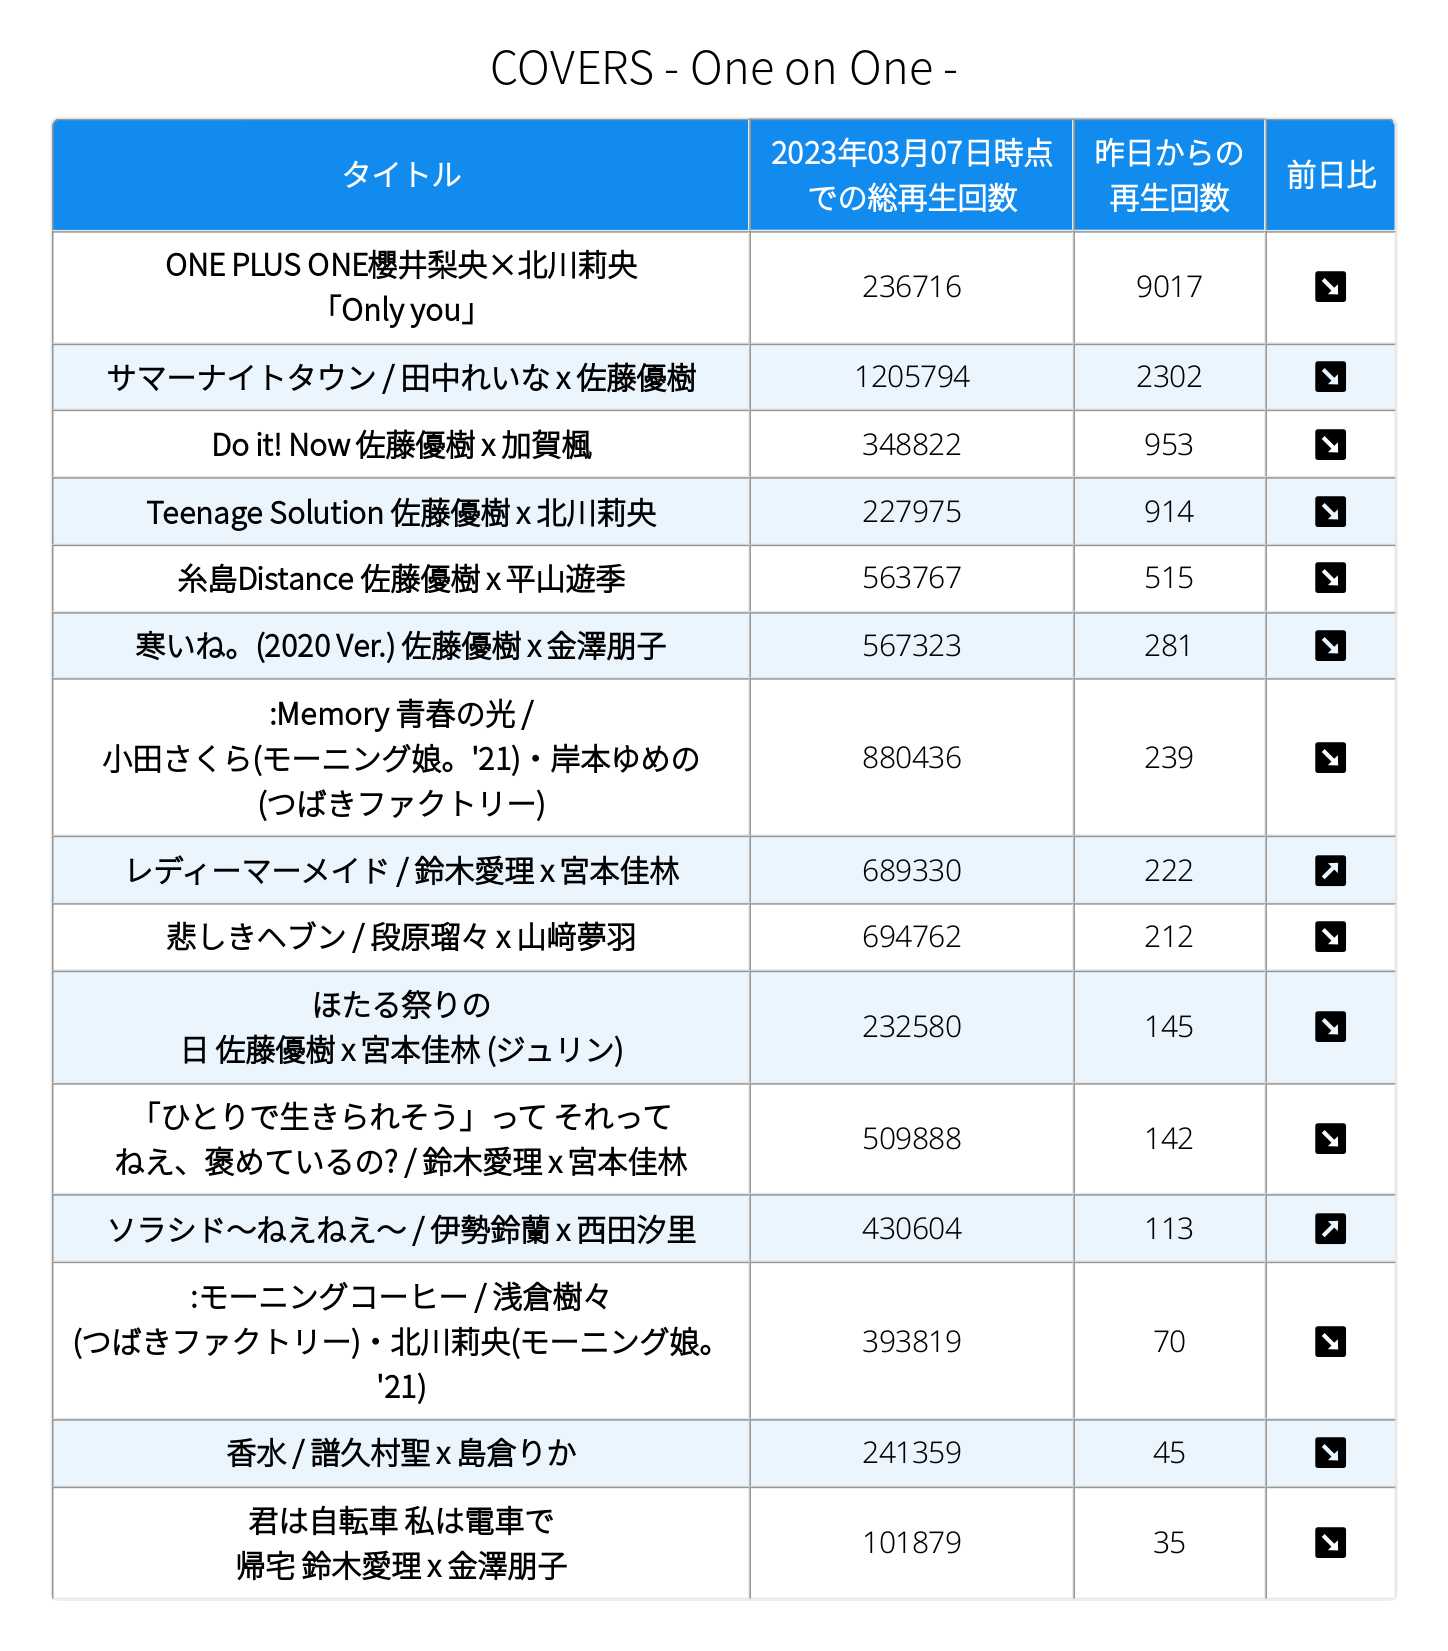 COVERS - One on One -
タイトル
2023年03月07日時点
での総再生回数
昨日からの
再生回数
前日比
ONE PLUS ONE櫻井梨央×北川莉央
「Only you」
236716
9017
サマーナイトタウン / 田中れいな x 佐藤優樹
1205794
2302
Do it! Now 佐藤優樹 x 加賀楓
348822
953
Teenage Solution 佐藤優樹 x 北川莉央
227975
914
糸島Distance 佐藤優樹 x 平山遊季
563767
515
寒いね。(2020 Ver.) 佐藤優樹 x 金澤朋子
567323
281
:Memory 青春の光 /
小田さくら(モーニング娘。'21)・岸本ゆめの
(つばきファクトリー)
880436
239
レディーマーメイド / 鈴木愛理 x 宮本佳林
689330
222
悲しきヘブン / 段原瑠々 x 山﨑夢羽
694762
212
ほたる祭りの
日 佐藤優樹 x 宮本佳林 (ジュリン)
232580
145
「ひとりで生きられそう」って それって
ねえ、褒めているの? / 鈴木愛理 x 宮本佳林
509888
142
ソラシド〜ねえねえ〜 / 伊勢鈴蘭 x 西田汐里
430604
113
:モーニングコーヒー / 浅倉樹々
(つばきファクトリー)・北川莉央(モーニング娘。
'21)
393819
70
香水 / 譜久村聖 x 島倉りか
241359
45
君は自転車 私は電車で
帰宅 鈴木愛理 x 金澤朋子
101879
35